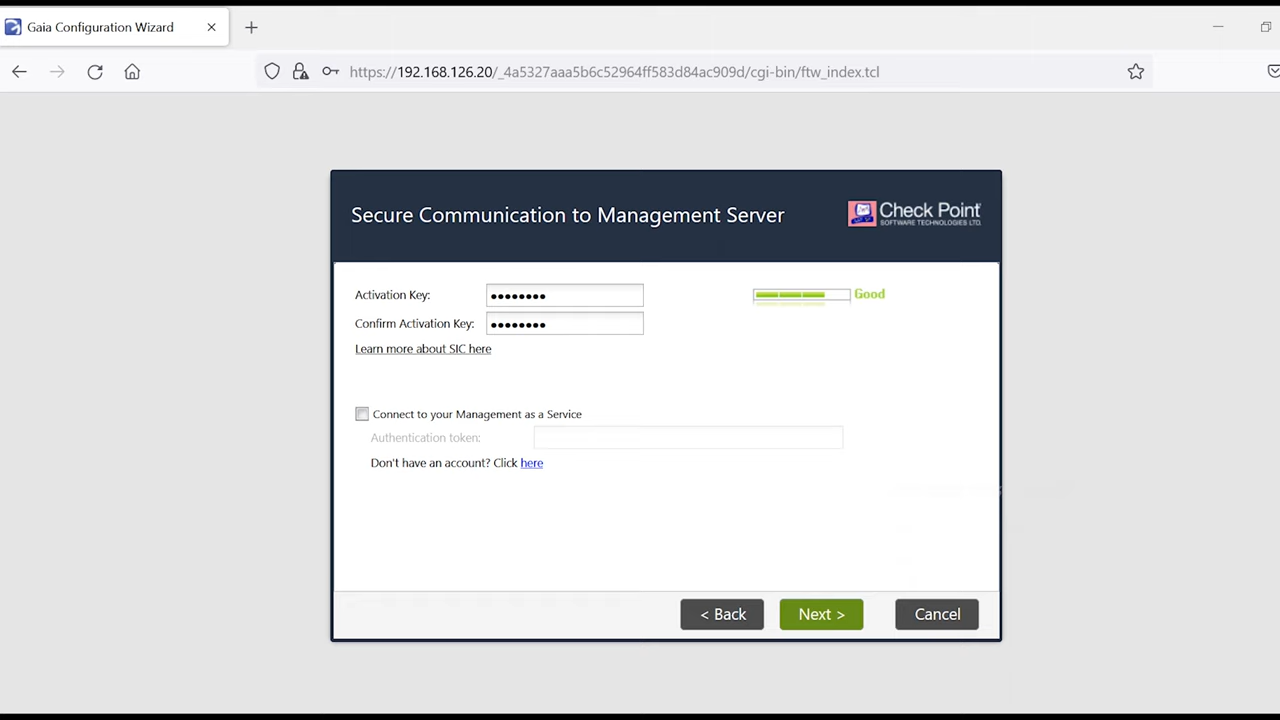 Gaia Configuration Wizard
https://192.168.126.20/_4a5327aaa5b6c52964ff583d84ac909d/cgi-bin/ftw_index.tcl
Secure Communication to Management Server
Check Point
SOFTWARE TECHNOLOGIES LTD.
Activation Key: ••••••••
Good
Confirm Activation Key: ••••••••
Learn more about SIC here
Connect to your Management as a Service
Authentication token:
Don't have an account? Click here
< Back
Next >
Cancel